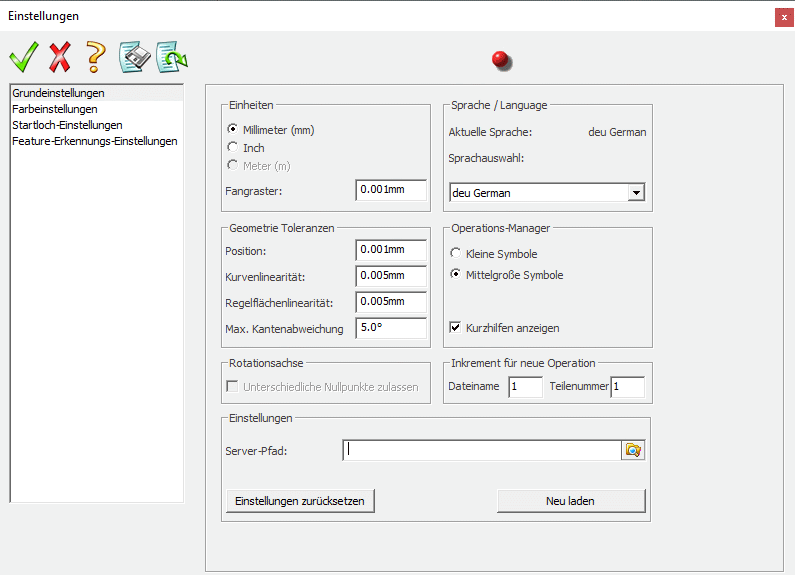 Einstellungen
x
Grundeinstellungen
Farbeinstellungen
Startloch-Einstellungen
Feature-Erkennungs-Einstellungen
Einheiten
Millimeter (mm)
Inch
Meter (m)
Fangraster: 0.001mm
Sprache / Language
Aktuelle Sprache: deu German
Sprachauswahl:
deu German
Geometrie Toleranzen
Position: 0.001mm
Kurvenlinearität: 0.005mm
Regelflächenlinearität: 0.005mm
Max. Kantenabweichung 5.0°
Operations-Manager
Kleine Symbole
Mittelgroße Symbole
Kurzhilfen anzeigen
Rotationsachse
Unterschiedliche Nullpunkte zulassen
Inkrement für neue Operation
Dateiname 1 Teilenummer 1
Einstellungen
Server-Pfad:
Einstellungen zurücksetzen Neu laden